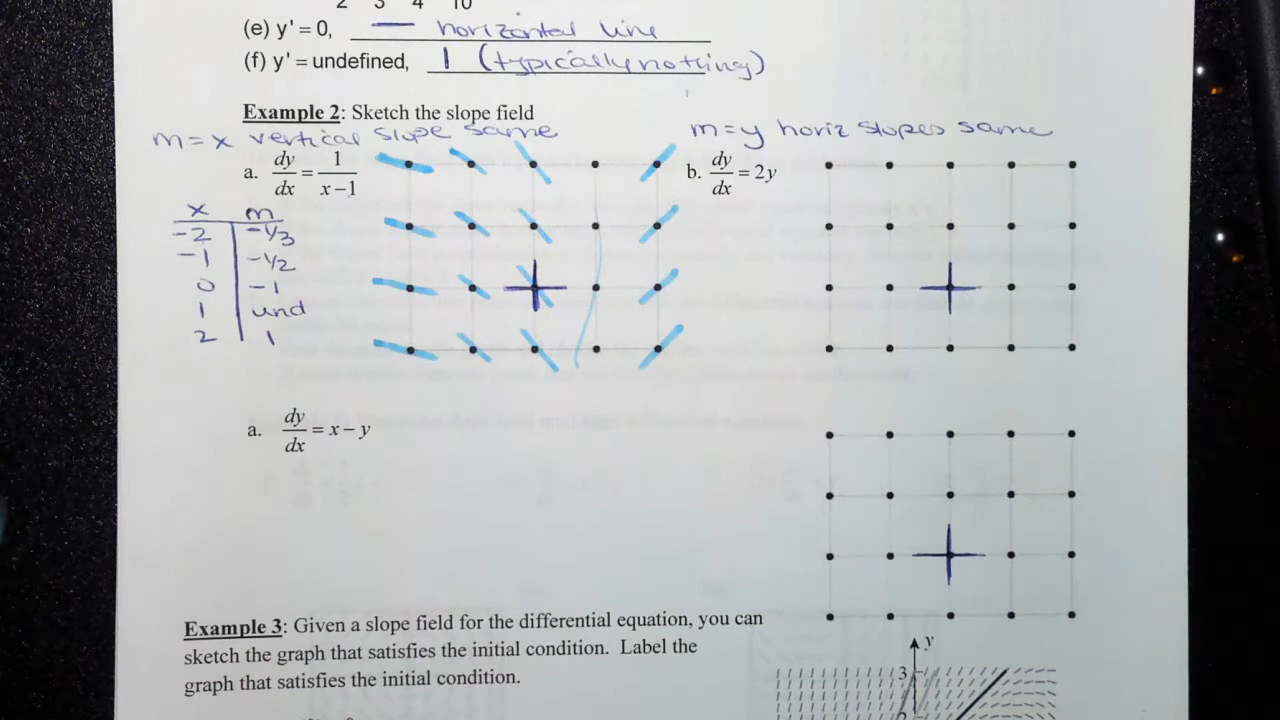 2 3 4 10
(e) y' = 0, — horizontal line
(f) y' = undefined, | (typically nothing)
Example 2: Sketch the slope field
m = x vertical slope same
m = y horiz slopes same
a. dy/dx = 1/(x−1)
b. dy/dx = 2y
x m
-2 -1/3
-1 -1/2
0 -1
1 und
2 1
a. dy/dx = x − y
Example 3: Given a slope field for the differential equation, you can
sketch the graph that satisfies the initial condition. Label the
graph that satisfies the initial condition.
y
3